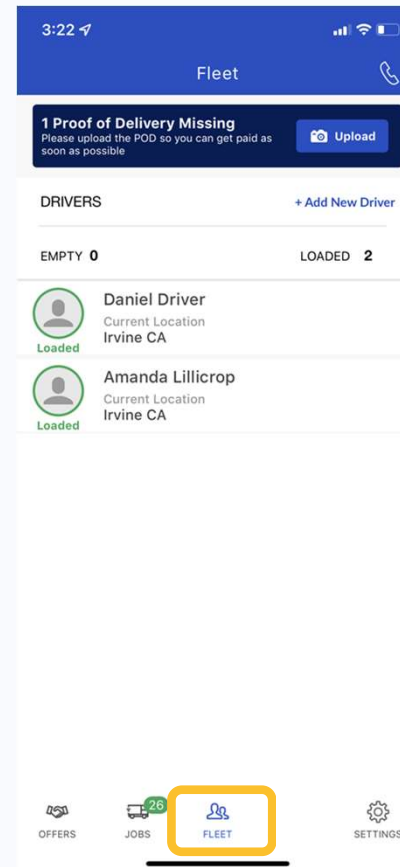 3:22
Fleet
1 Proof of Delivery Missing
Please upload the POD so you can get paid as
soon as possible
Upload
DRIVERS
+ Add New Driver
EMPTY 0
LOADED 2
Daniel Driver
Current Location
Irvine CA
Loaded
Amanda Lillicrop
Current Location
Irvine CA
Loaded
26
OFFERS
JOBS
FLEET
SETTINGS